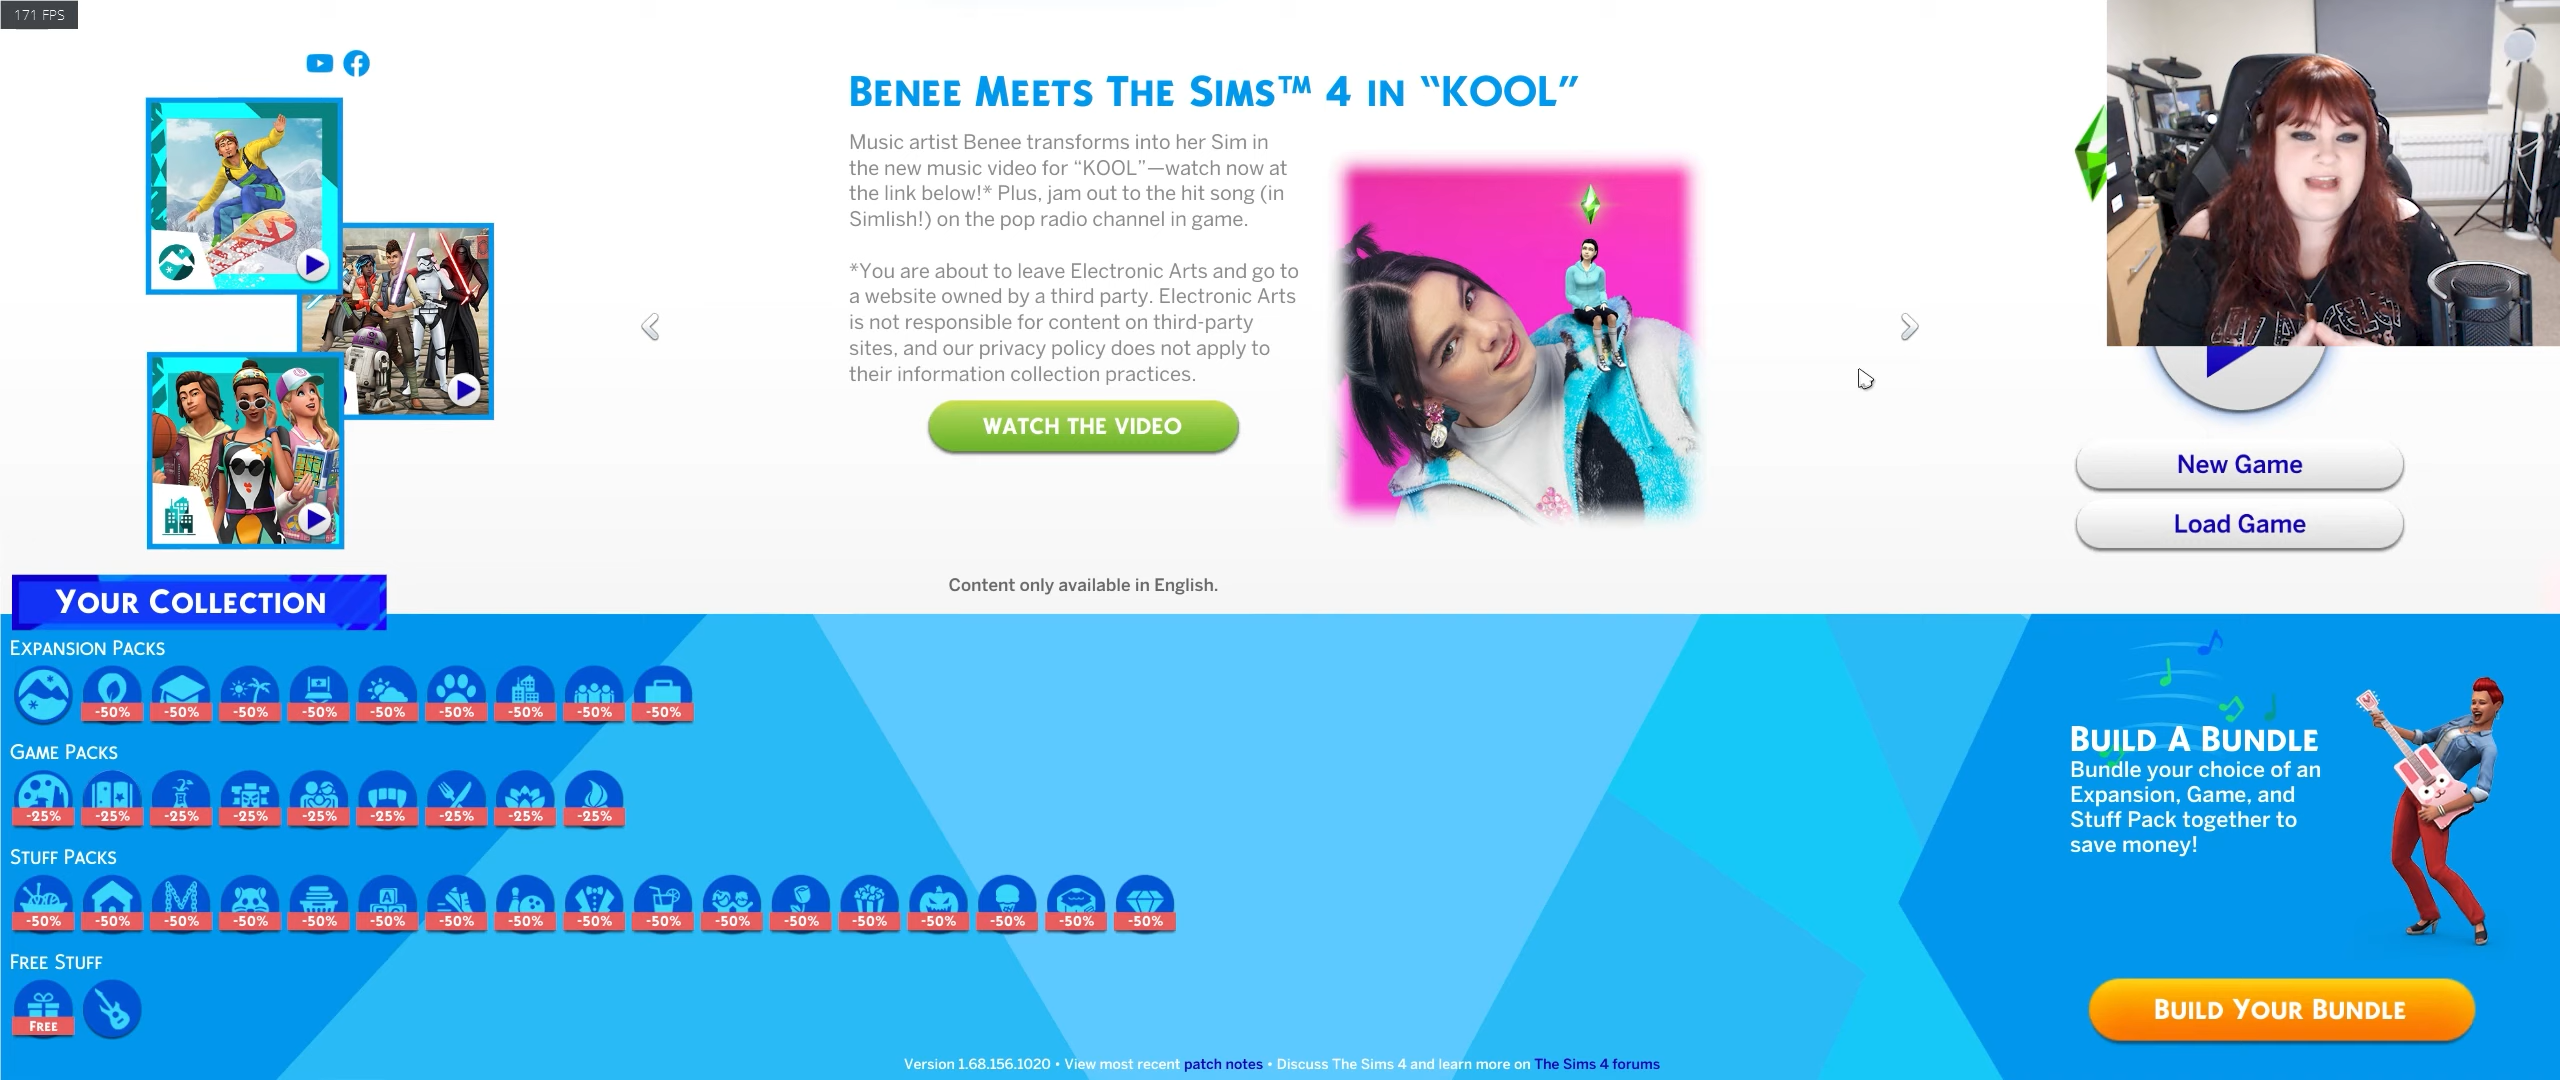 171 FPS
BENEE MEETS THE SIMS™ 4 IN “KOOL”
Music artist Benee transforms into her Sim in
the new music video for “KOOL”—watch now at
the link below!* Plus, jam out to the hit song (in
Simlish!) on the pop radio channel in game.
*You are about to leave Electronic Arts and go to
a website owned by a third party. Electronic Arts
is not responsible for content on third-party
sites, and our privacy policy does not apply to
their information collection practices.
WATCH THE VIDEO
Content only available in English.
New Game
Load Game
YOUR COLLECTION
EXPANSION PACKS
-50% -50% -50% -50% -50% -50% -50% -50% -50%
GAME PACKS
-25% -25% -25% -25% -25% -25% -25% -25% -25%
STUFF PACKS
-50% -50% -50% -50% -50% -50% -50% -50% -50% -50% -50% -50% -50% -50% -50% -50% -50%
FREE STUFF
FREE
BUILD A BUNDLE
Bundle your choice of an
Expansion, Game, and
Stuff Pack together to
save money!
BUILD YOUR BUNDLE
Version 1.68.156.1020 • View most recent patch notes • Discuss The Sims 4 and learn more on The Sims 4 forums